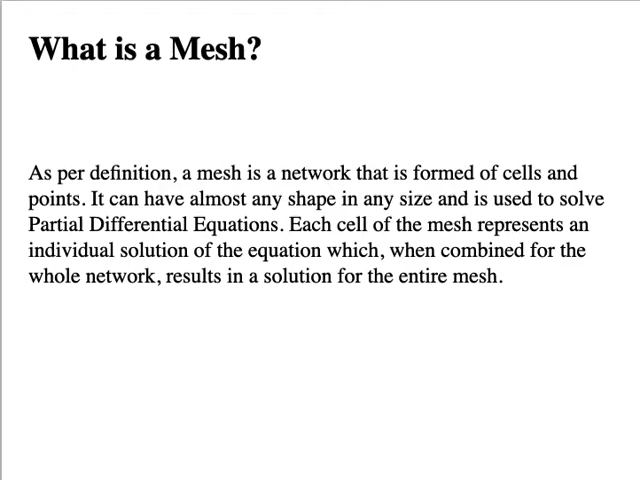 What is a Mesh?
As per definition, a mesh is a network that is formed of cells and
points. It can have almost any shape in any size and is used to solve
Partial Differential Equations. Each cell of the mesh represents an
individual solution of the equation which, when combined for the
whole network, results in a solution for the entire mesh.